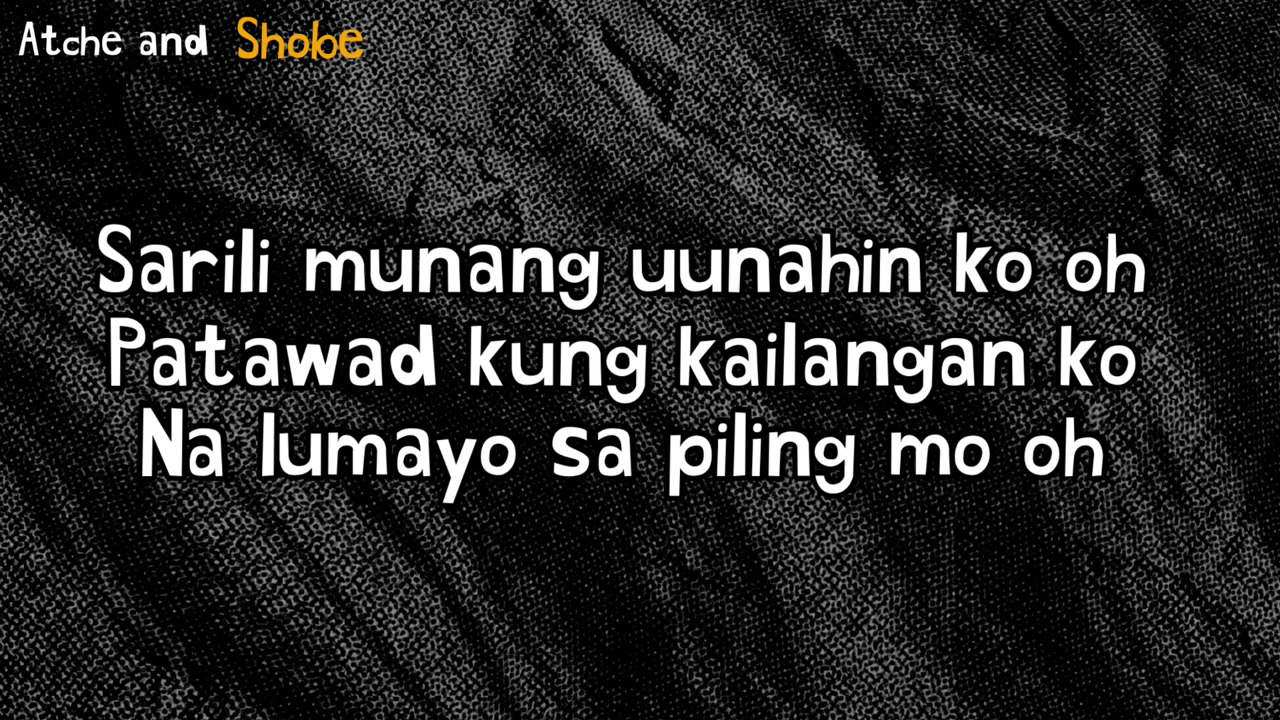 Atche and Shobe
Sarili munang uunahin ko oh
Patawad kung kailangan ko
Na lumayo sa piling mo oh